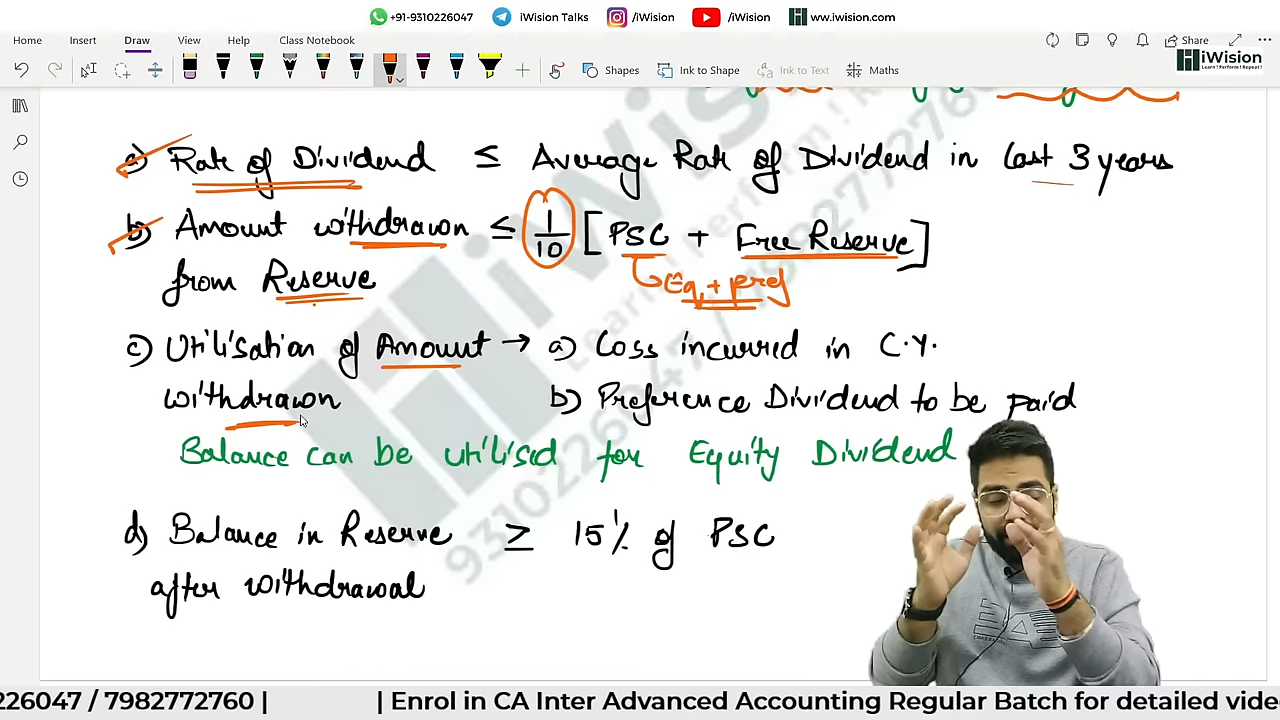 +91-9310226047 iWision Talks /iWision /iWision ww.iwision.com
Home Insert Draw View Help Class Notebook Share
Shapes Ink to Shape Ink to Text Maths
iWision
Learn ! Perform ! Repeat !
a) Rate of Dividend ≤ Average Rate of Dividend in last 3 years
b) Amount withdrawn ≤ 1/10 [PSC + Free Reserve]
from Reserve
Eq + pref
c) Utilisation of Amount → a) Loss incurred in C.Y.
withdrawn b) Preference Dividend to be paid
Balance can be utilised for Equity Dividend
d) Balance in Reserve ≥ 15% of PSC
after withdrawal
226047 / 7982772760 | | Enrol in CA Inter Advanced Accounting Regular Batch for detailed vide